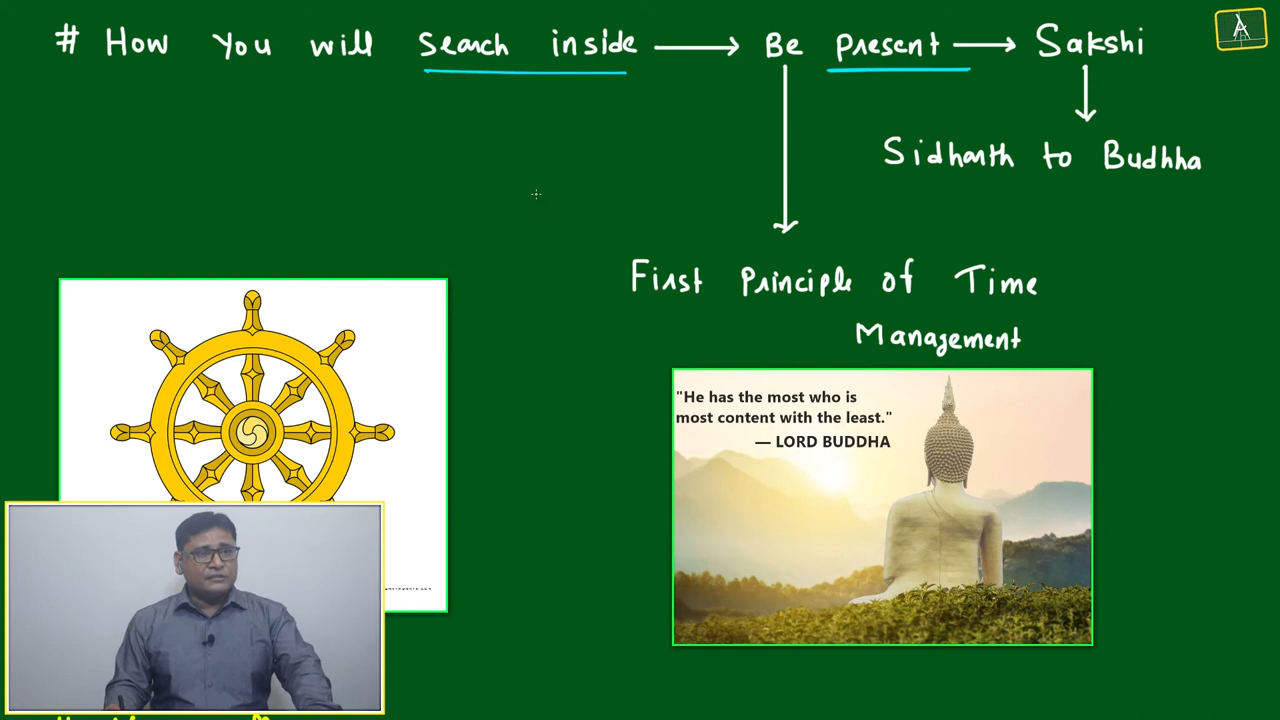 # How You will Search inside → Be present → Sakshi
Sidharth to Budhha
First Principle of Time
Management
"He has the most who is
most content with the least."
— LORD BUDDHA